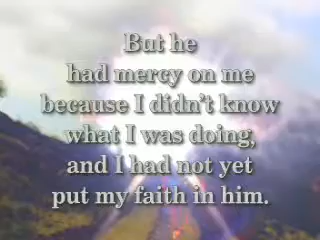 But he
had mercy on me
because I didn't know
what I was doing,
and I had not yet
put my faith in him.